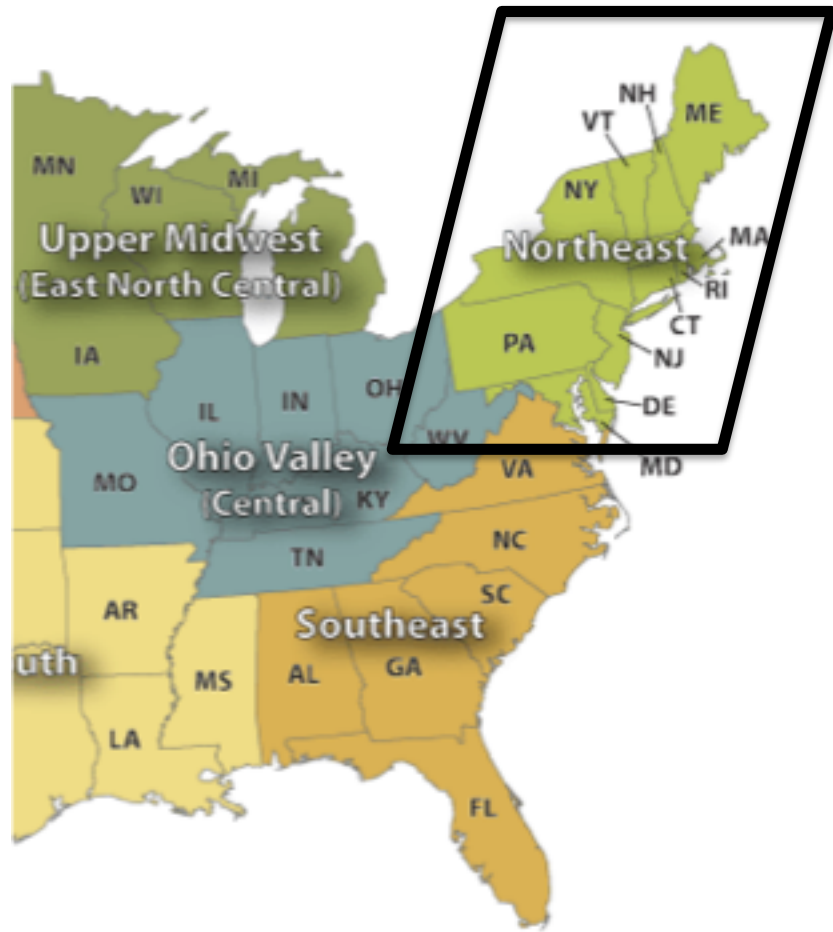 NH
ME
VT
MN
MI
NY
WI
MA
Upper Midwest
Northeast
(East North Central)
RI
CT
PA
NJ
IA
OH
IL
IN
DE
WV
Ohio Valley
MD
VA
MO
(Central)
KY
NC
TN
SC
AR
Southeast
uth
GA
MS
AL
LA
FL